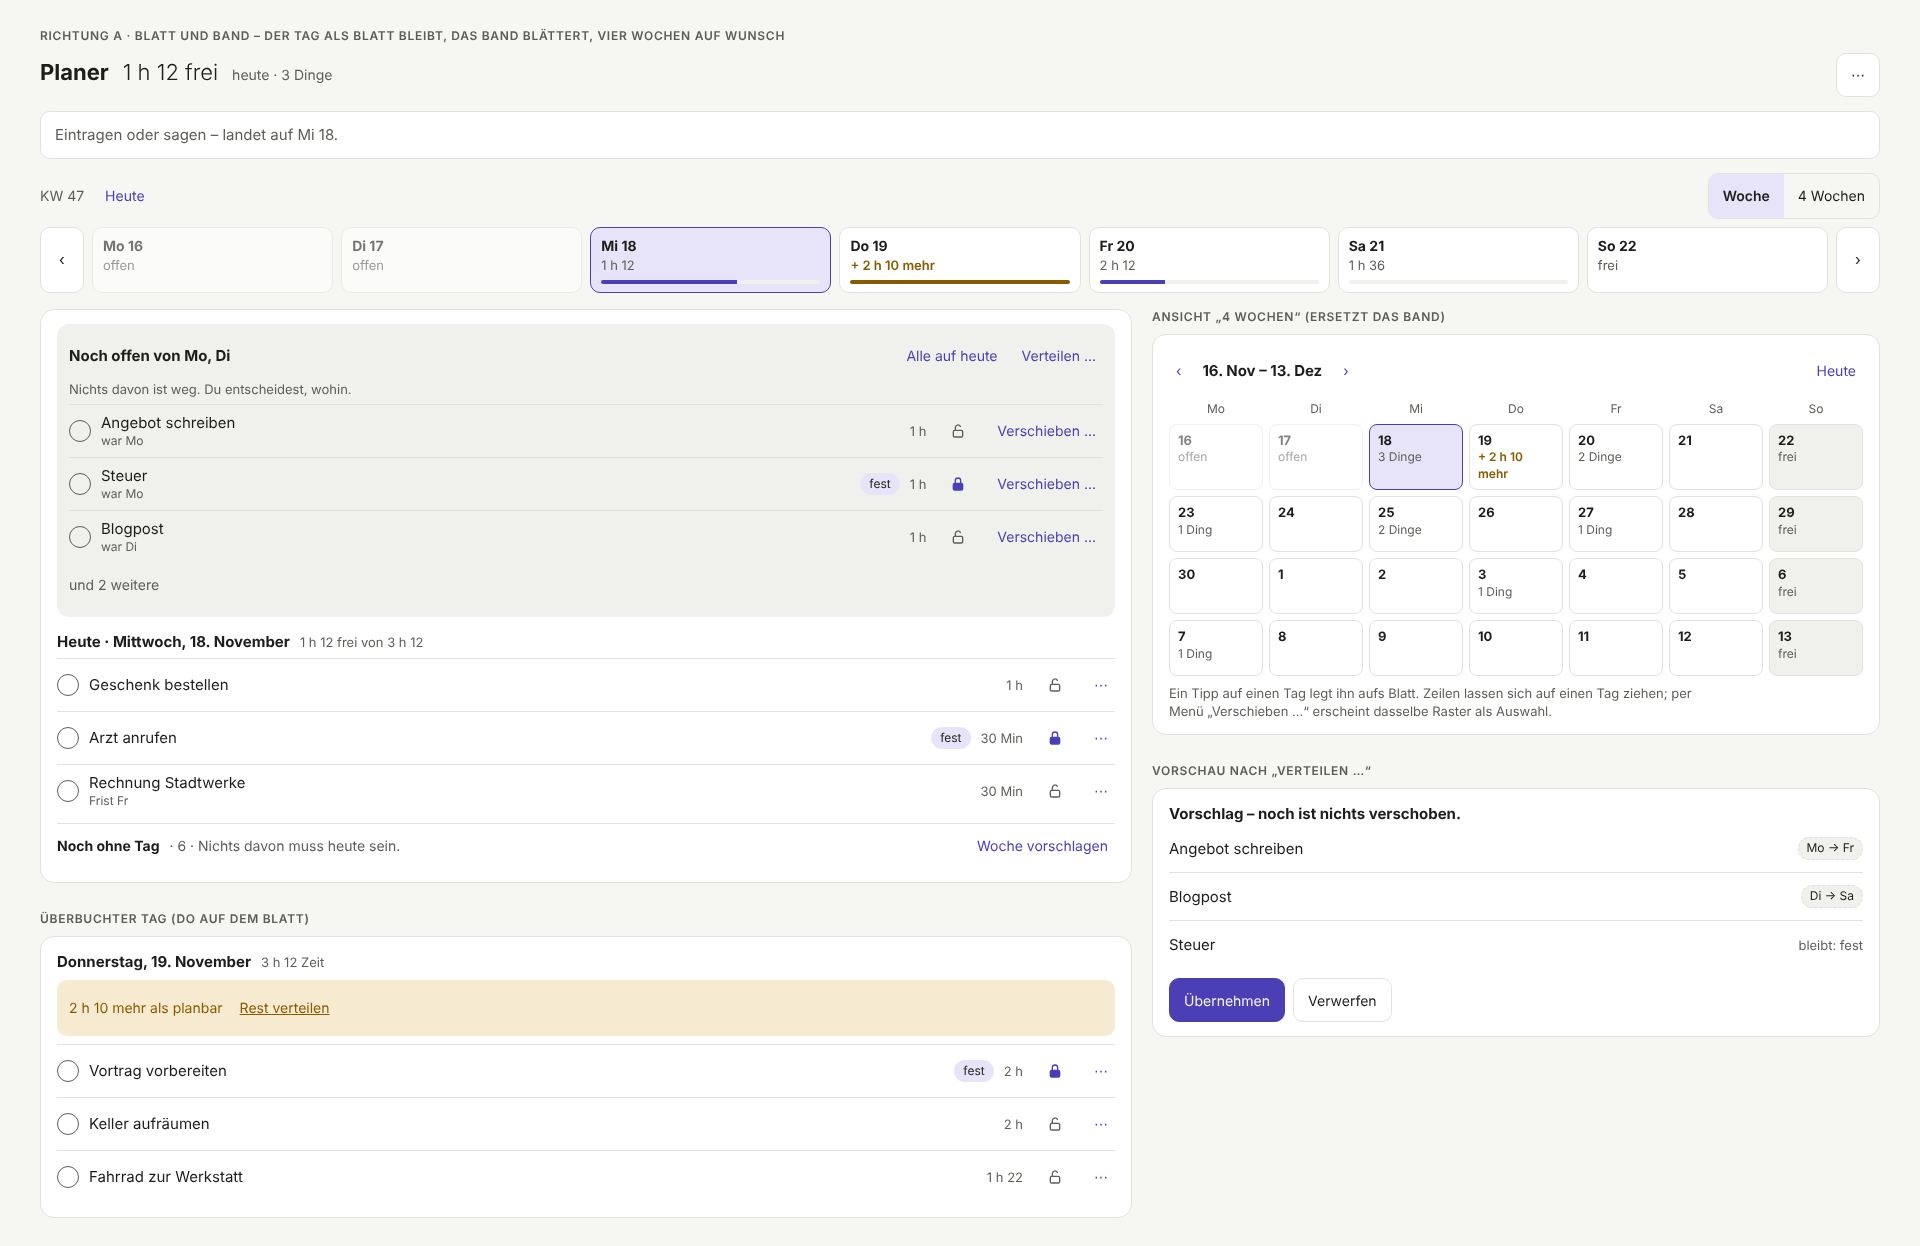 RICHTUNG A · BLATT UND BAND – DER TAG ALS BLATT BLEIBT, DAS BAND BLÄTTERT, VIER WOCHEN AUF WUNSCH
Planer 1 h 12 frei heute · 3 Dinge
···
Eintragen oder sagen – landet auf Mi 18.
KW 47 Heute
Woche 4 Wochen
‹
Mo 16
offen
Di 17
offen
Mi 18
1 h 12
Do 19
+ 2 h 10 mehr
Fr 20
2 h 12
Sa 21
1 h 36
So 22
frei
›
Noch offen von Mo, Di Alle auf heute Verteilen …
Nichts davon ist weg. Du entscheidest, wohin.
Angebot schreiben
war Mo
1 h Verschieben …
Steuer
war Mo
fest 1 h Verschieben …
Blogpost
war Di
1 h Verschieben …
und 2 weitere
Heute · Mittwoch, 18. November 1 h 12 frei von 3 h 12
Geschenk bestellen 1 h ···
Arzt anrufen fest 30 Min ···
Rechnung Stadtwerke
Frist Fr
30 Min ···
Noch ohne Tag · 6 · Nichts davon muss heute sein. Woche vorschlagen
ÜBERBUCHTER TAG (DO AUF DEM BLATT)
Donnerstag, 19. November 3 h 12 Zeit
2 h 10 mehr als planbar Rest verteilen
Vortrag vorbereiten fest 2 h ···
Keller aufräumen 2 h ···
Fahrrad zur Werkstatt 1 h 22 ···
ANSICHT „4 WOCHEN“ (ERSETZT DAS BAND)
‹ 16. Nov – 13. Dez › Heute
Mo Di Mi Do Fr Sa So
16
offen
17
offen
18
3 Dinge
19
+ 2 h 10
mehr
20
2 Dinge
21
22
frei
23
1 Ding
24
25
2 Dinge
26
27
1 Ding
28
29
frei
30
1
2
3
1 Ding
4
5
6
frei
7
1 Ding
8
9
10
11
12
13
frei
Ein Tipp auf einen Tag legt ihn aufs Blatt. Zeilen lassen sich auf einen Tag ziehen; per
Menü „Verschieben …“ erscheint dasselbe Raster als Auswahl.
VORSCHAU NACH „VERTEILEN …“
Vorschlag – noch ist nichts verschoben.
Angebot schreiben Mo → Fr
Blogpost Di → Sa
Steuer bleibt: fest
Übernehmen Verwerfen